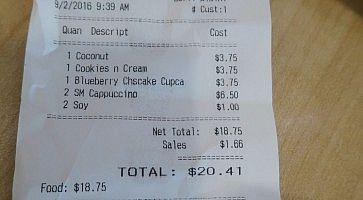 9/2/2016 9:39 AM # Cust:1
Quan Descript Cost
1 Coconut $3.75
1 Cookies n Cream $3.75
1 Blueberry Chscake Cupca $3.75
2 SM Cappuccino $6.50
2 Soy $1.00
Net Total: $18.75
Sales $1.66
TOTAL: $20.41
Food: $18.75